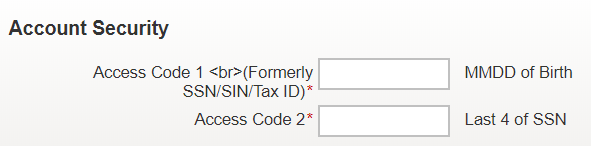 Account Security
Access Code 1 <br>(Formerly
SSN/SIN/Tax ID)*
MMDD of Birth
Access Code 2*
Last 4 of SSN